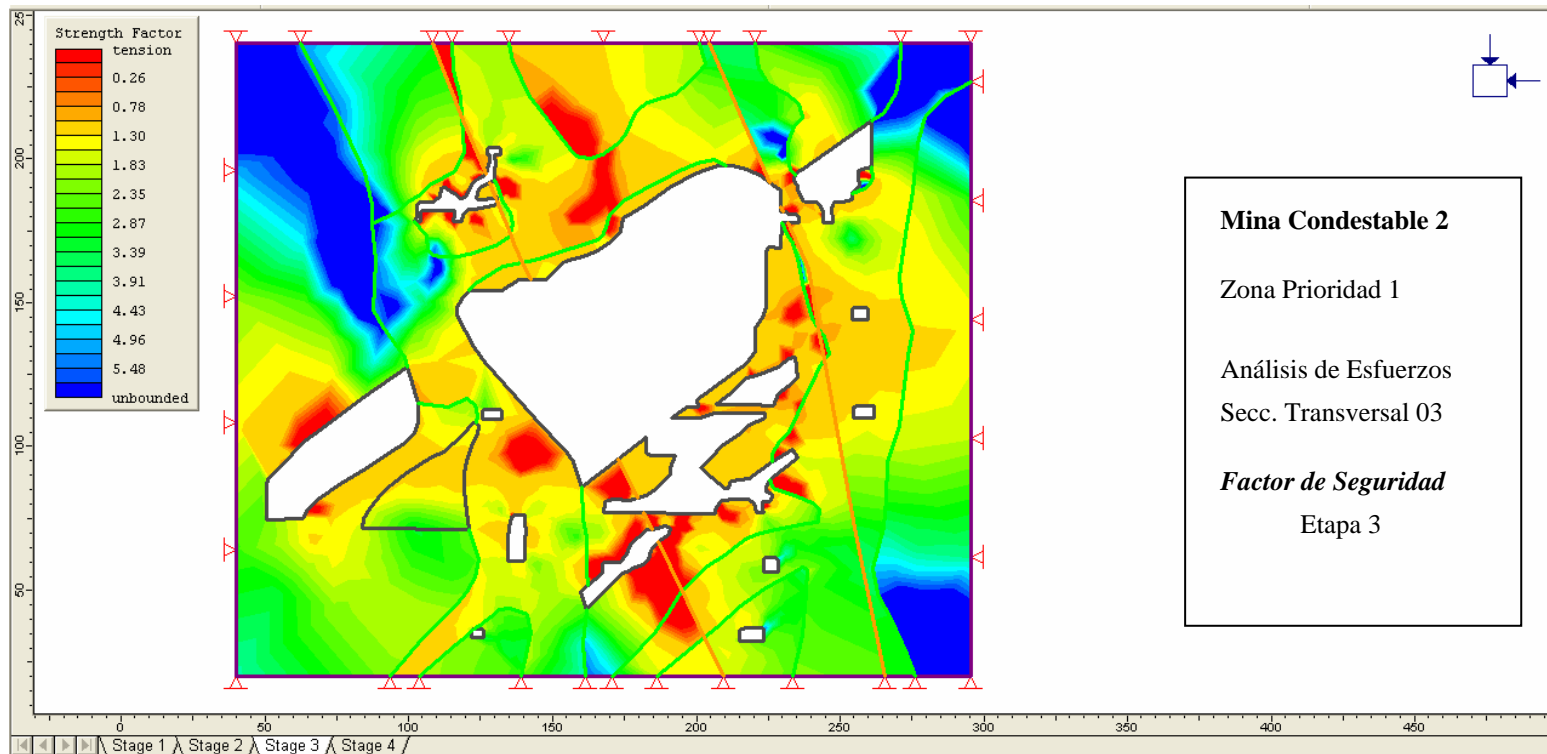 25
200
150
100
50
Strength Factor
tension
0.26
0.78
1.30
1.83
2.35
2.87
3.39
3.91
4.43
4.96
5.48
unbounded
Mina Condestable 2
Zona Prioridad 1
Análisis de Esfuerzos
Secc. Transversal 03
Factor de Seguridad
Etapa 3
0 50 100 150 200 250 300 350 400 450
Stage 1 Stage 2 Stage 3 Stage 4